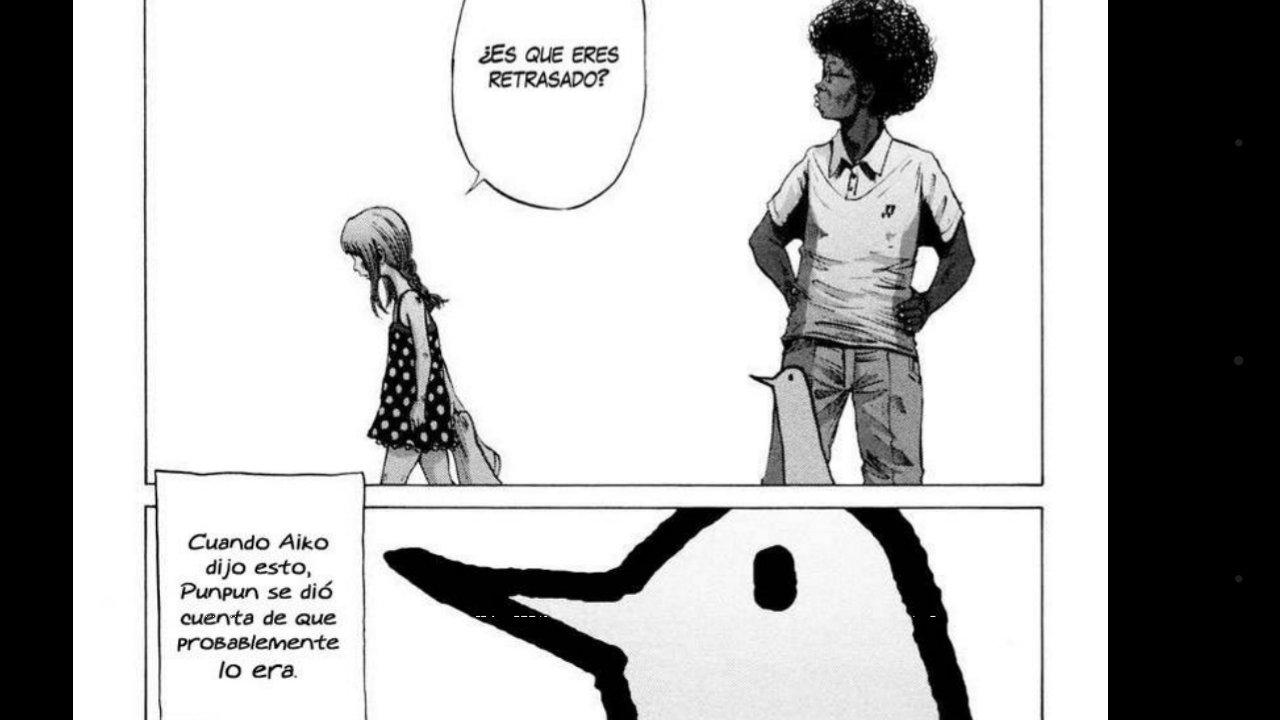 ¿ES QUE ERES
RETRASADO?
Cuando Aiko
dijo esto,
Punpun se dió
cuenta de que
probablemente
lo era.